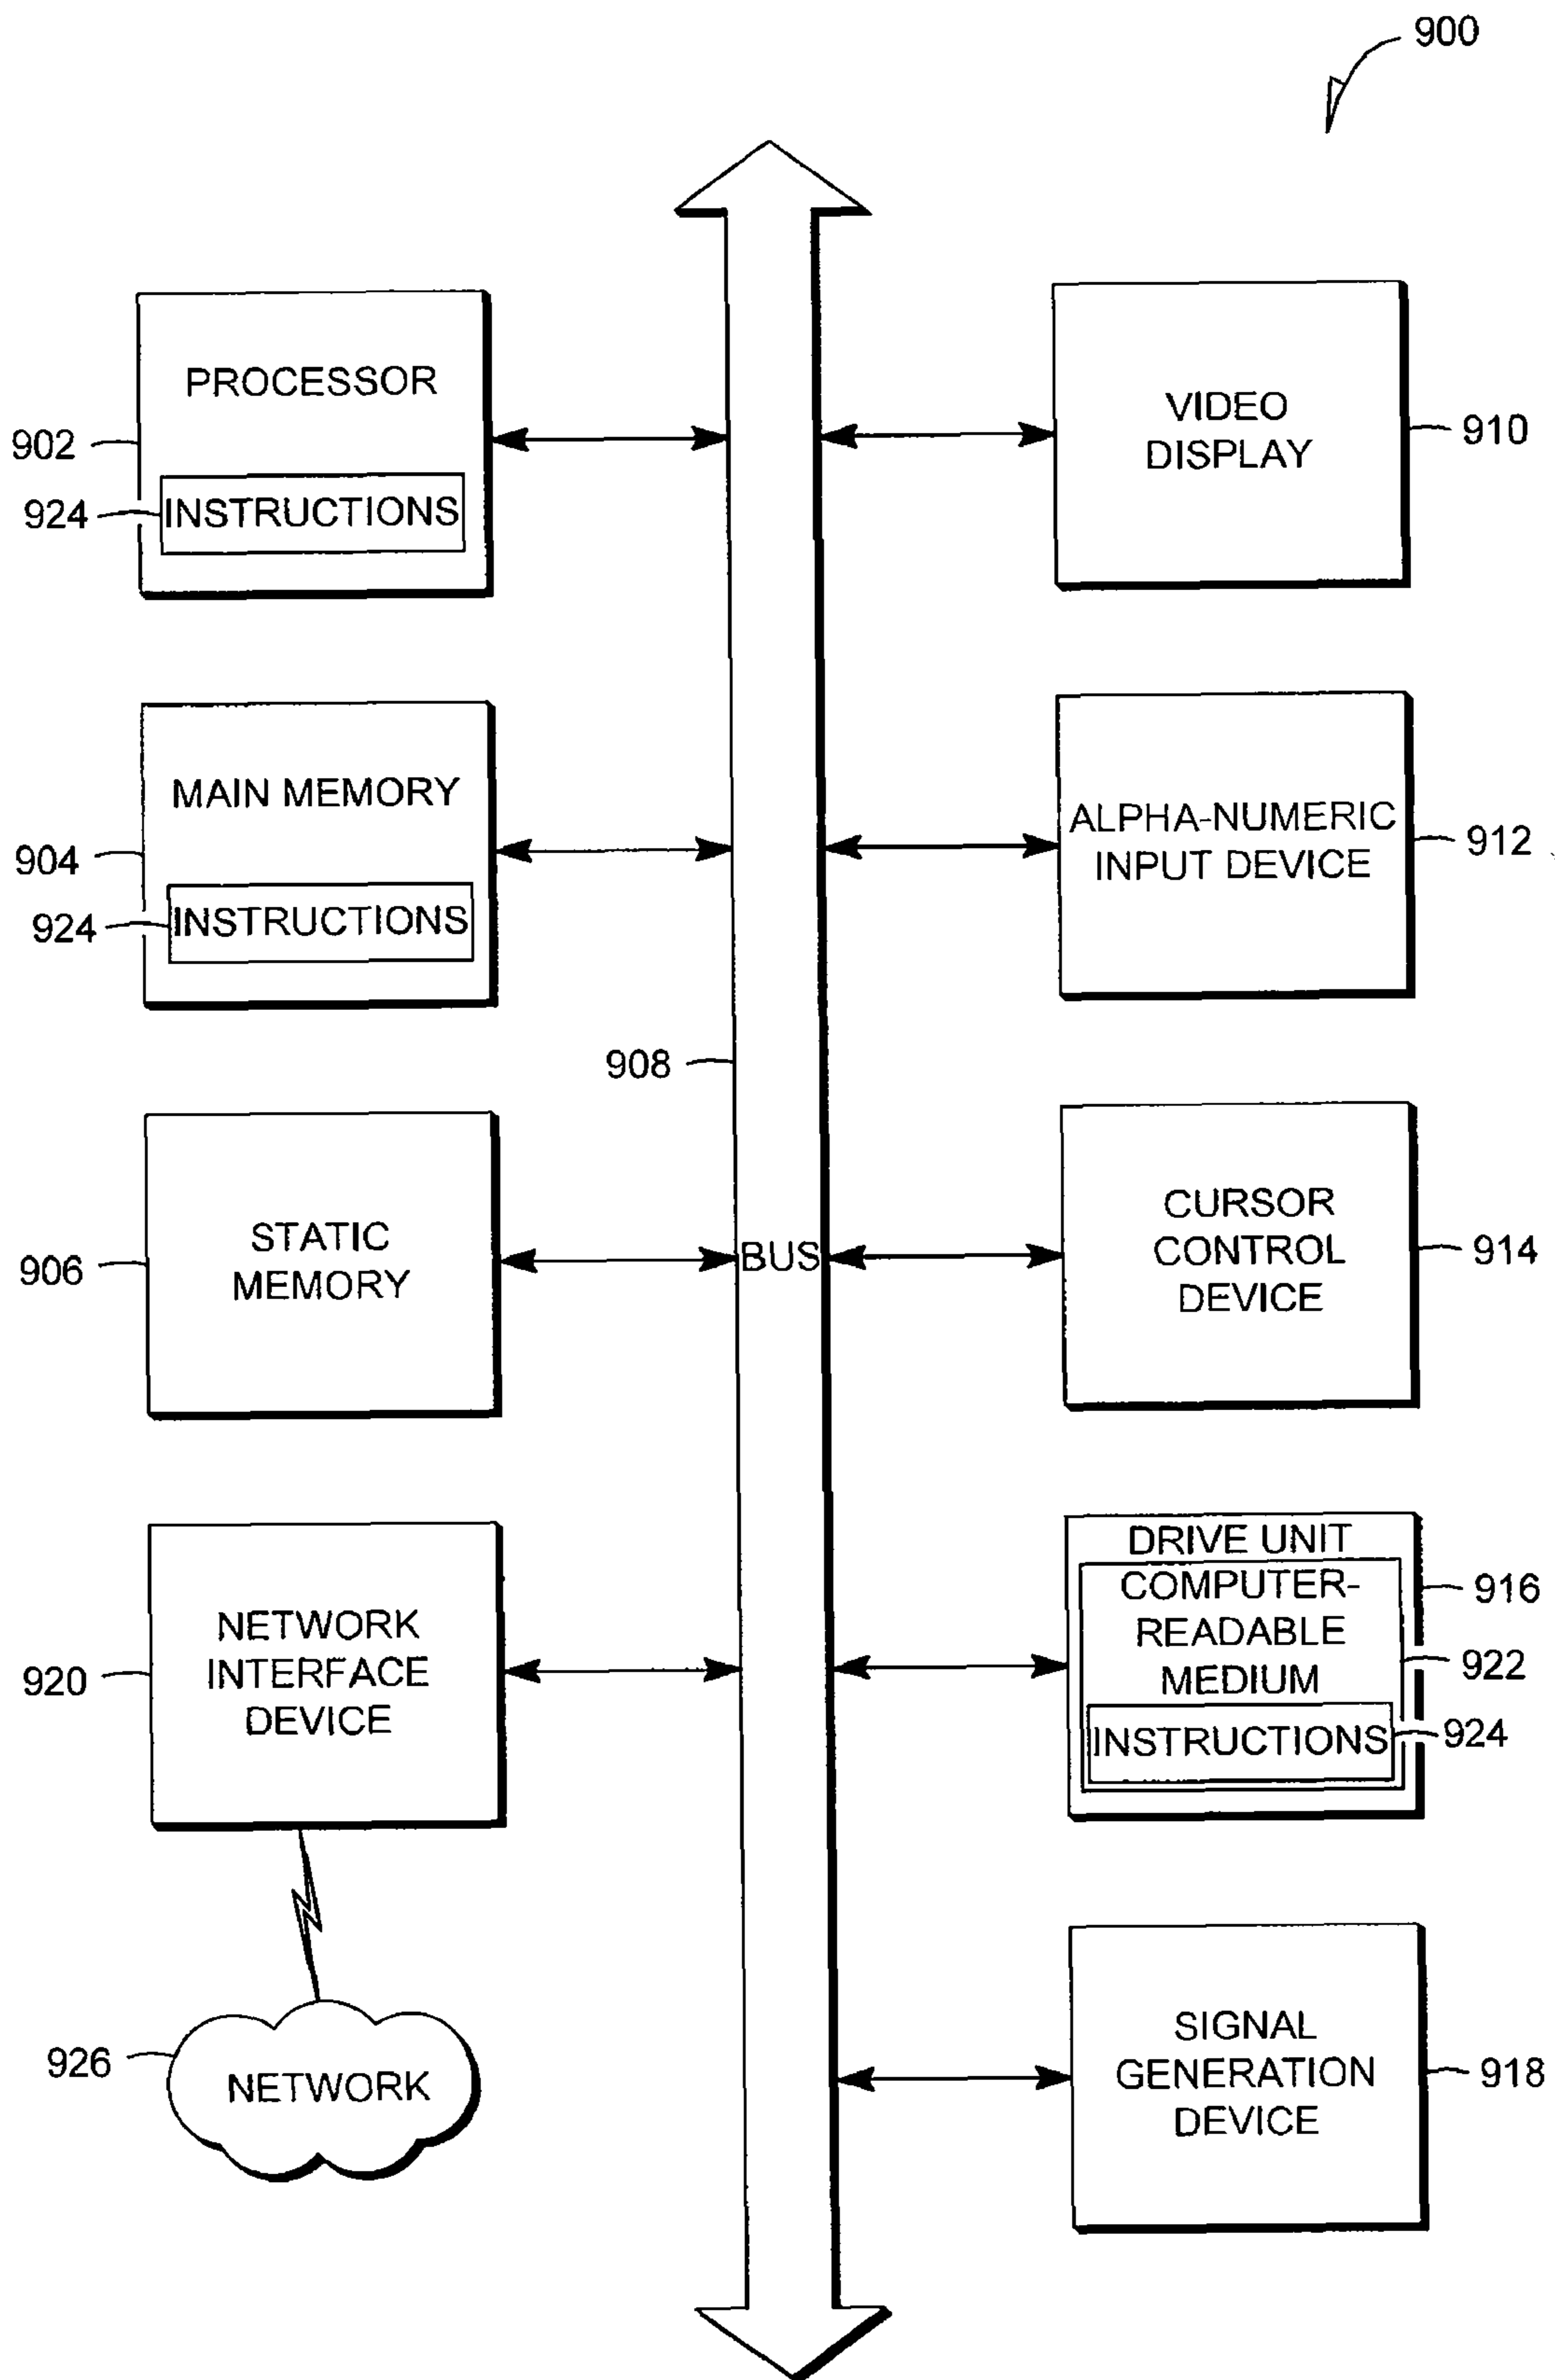 900
PROCESSOR
902
924
INSTRUCTIONS
MAIN MEMORY
904
924
INSTRUCTIONS
908
STATIC
MEMORY
906
BUS
NETWORK
INTERFACE
DEVICE
920
926
NETWORK
VIDEO
DISPLAY
910
ALPHA-NUMERIC
INPUT DEVICE
912
CURSOR
CONTROL
DEVICE
914
DRIVE UNIT
COMPUTER-
READABLE
MEDIUM
916
922
INSTRUCTIONS
924
SIGNAL
GENERATION
DEVICE
918